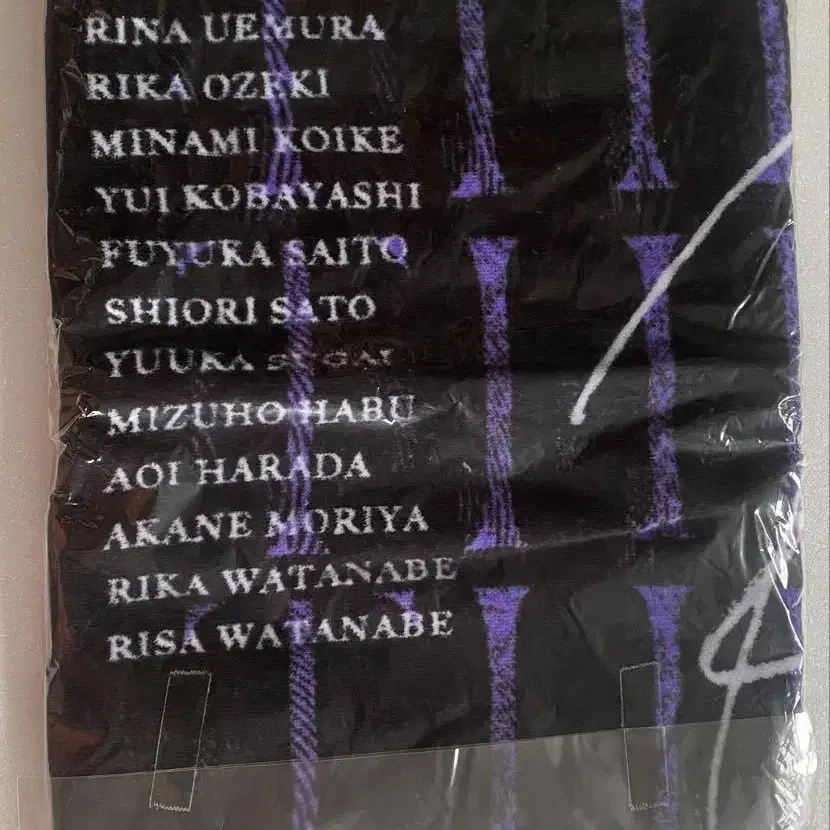 RINA UEMURA
RIKA OZEKI
MINAMI KOIKE
YUI KOBAYASHI
FUYUKA SAITO
SHIORI SATO
YUUKA SUGAI
MIZUHO HABU
AOI HARADA
AKANE MORIYA
RIKA WATANABE
RISA WATANABE